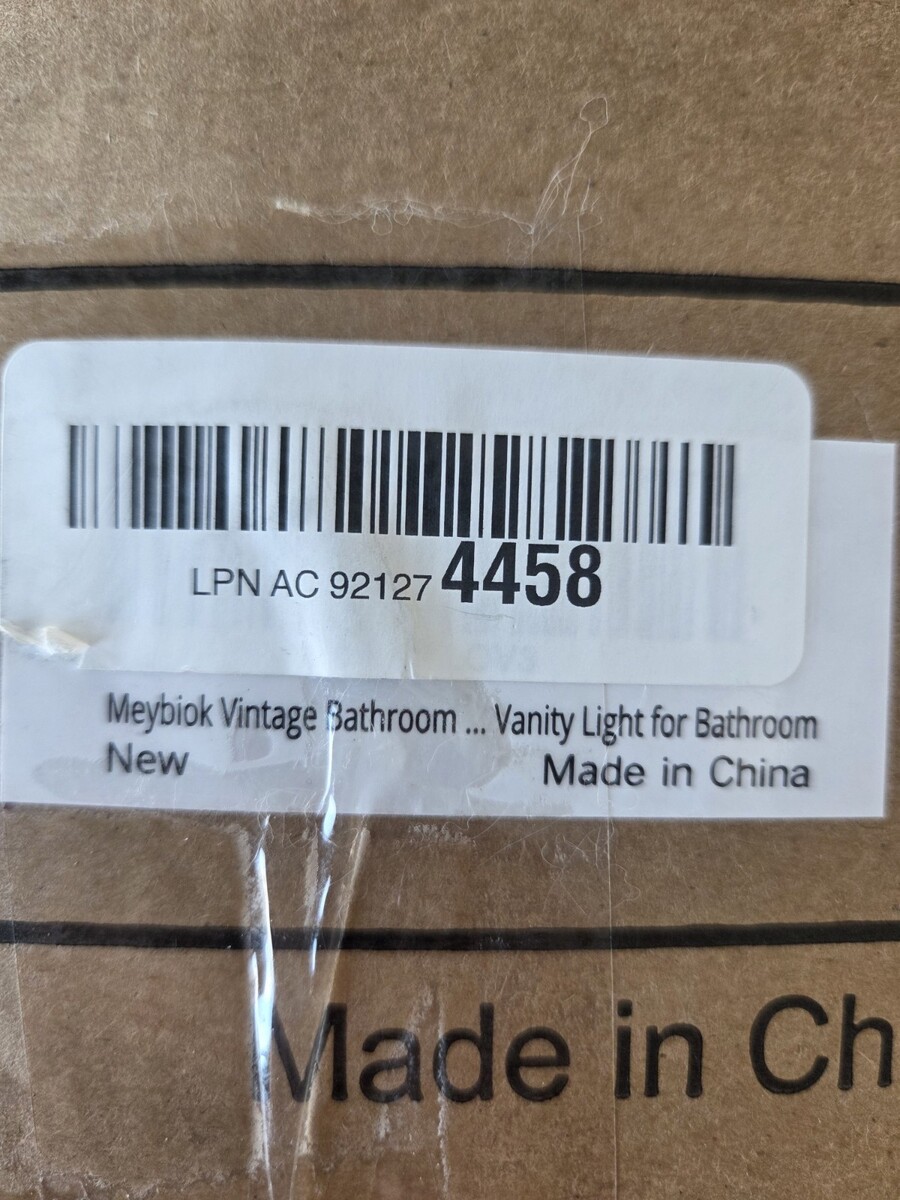 LPN AC 92127 4458
Meybiok Vintage Bathroom ... Vanity Light for Bathroom
New
Made in China
Made in Ch